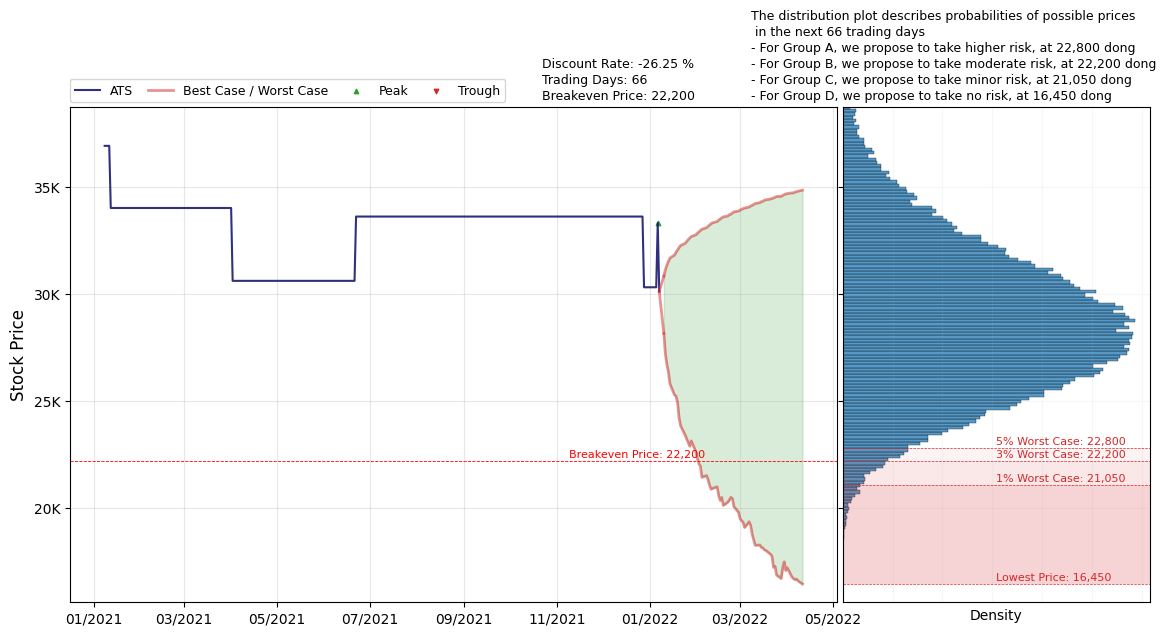 The distribution plot describes probabilities of possible prices
in the next 66 trading days
- For Group A, we propose to take higher risk, at 22,800 dong
- For Group B, we propose to take moderate risk, at 22,200 dong
- For Group C, we propose to take minor risk, at 21,050 dong
- For Group D, we propose to take no risk, at 16,450 dong
Discount Rate: -26.25 %
Trading Days: 66
Breakeven Price: 22,200
ATS Best Case / Worst Case Peak Trough
Stock Price
35K
30K
25K
20K
Breakeven Price: 22,200
5% Worst Case: 22,800
3% Worst Case: 22,200
1% Worst Case: 21,050
Lowest Price: 16,450
01/2021 03/2021 05/2021 07/2021 09/2021 11/2021 01/2022 03/2022 05/2022
Density